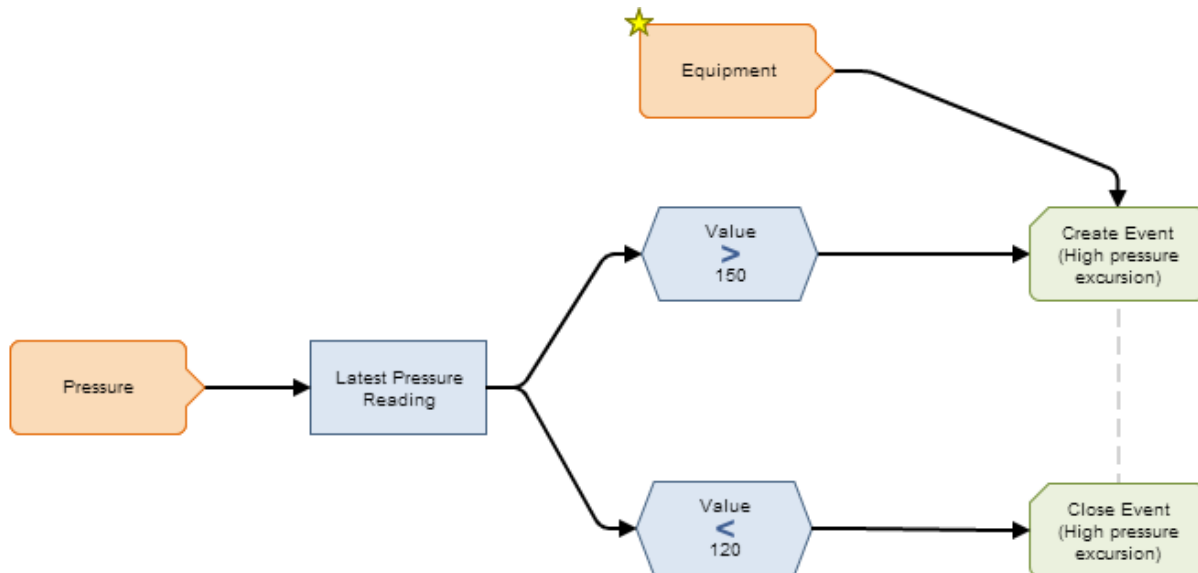 Equipment
Value
>
150
Create Event
(High pressure
excursion)
Pressure
Latest Pressure
Reading
Value
<
120
Close Event
(High pressure
excursion)